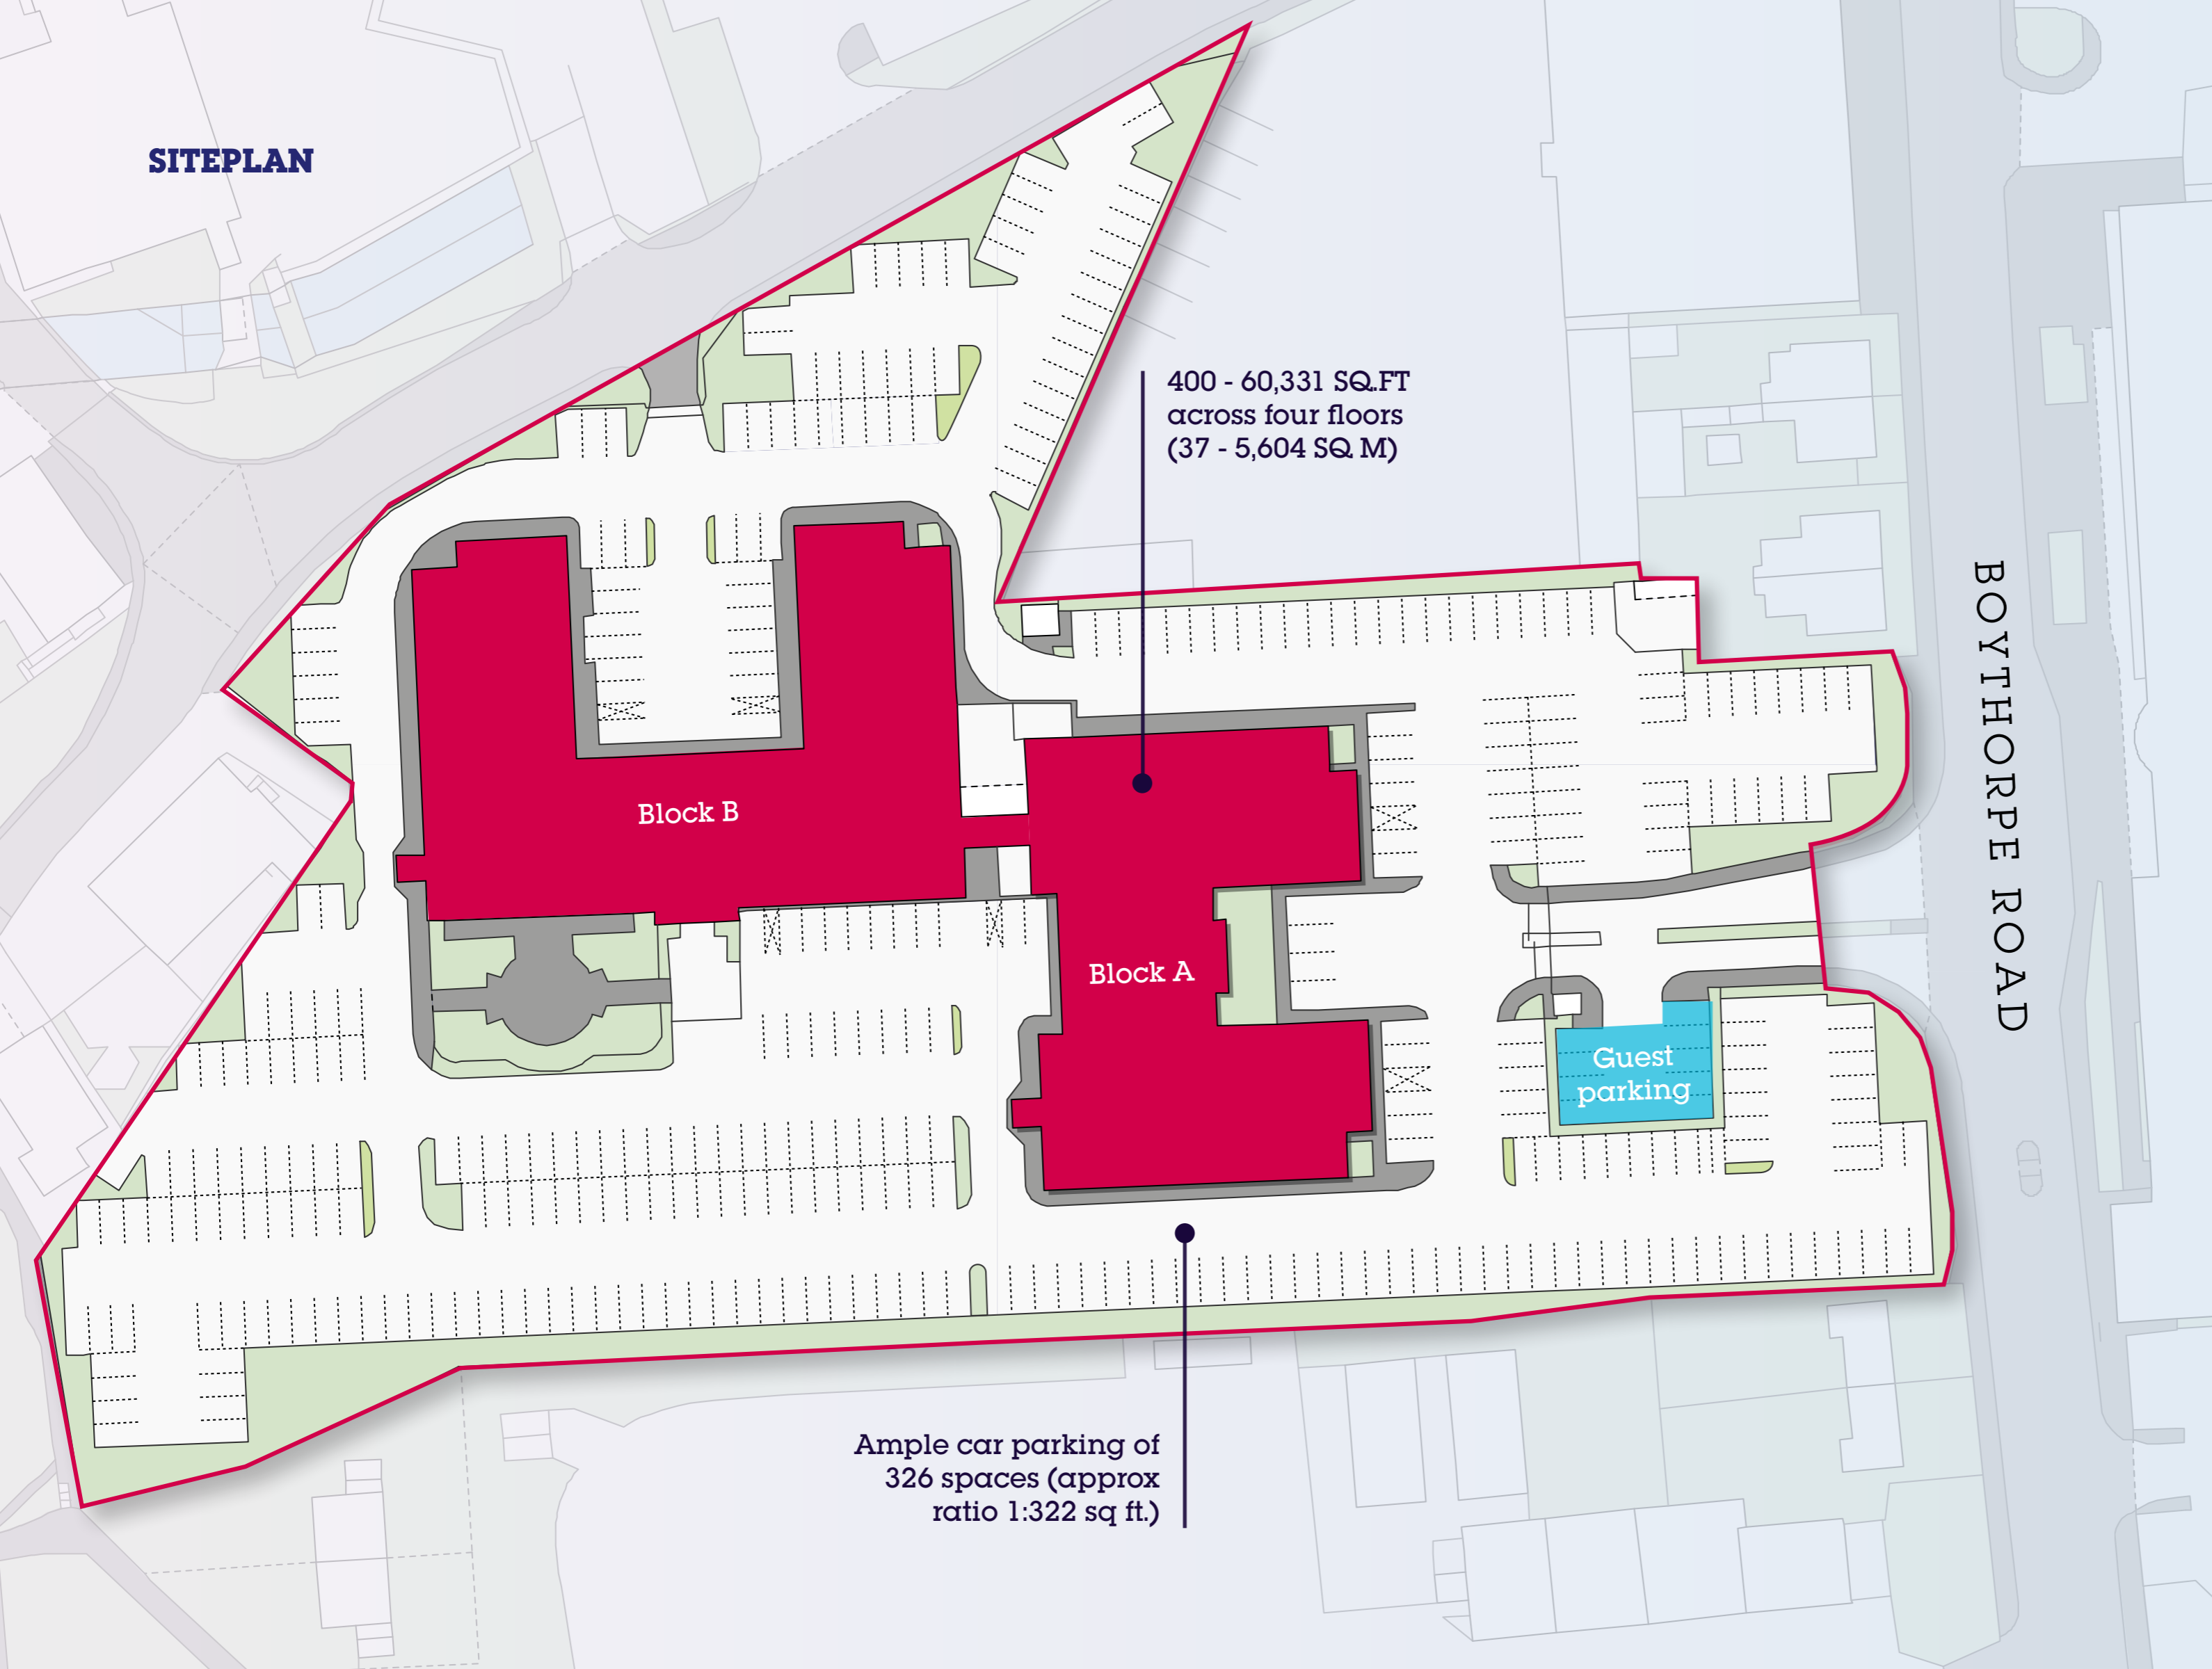 SITEPLAN
400 - 60,331 SQ.FT
across four floors
(37 - 5,604 SQ M)
BOYTHORPE ROAD
Block B
Block A
Guest
parking
Ample car parking of
326 spaces (approx
ratio 1:322 sq ft.)